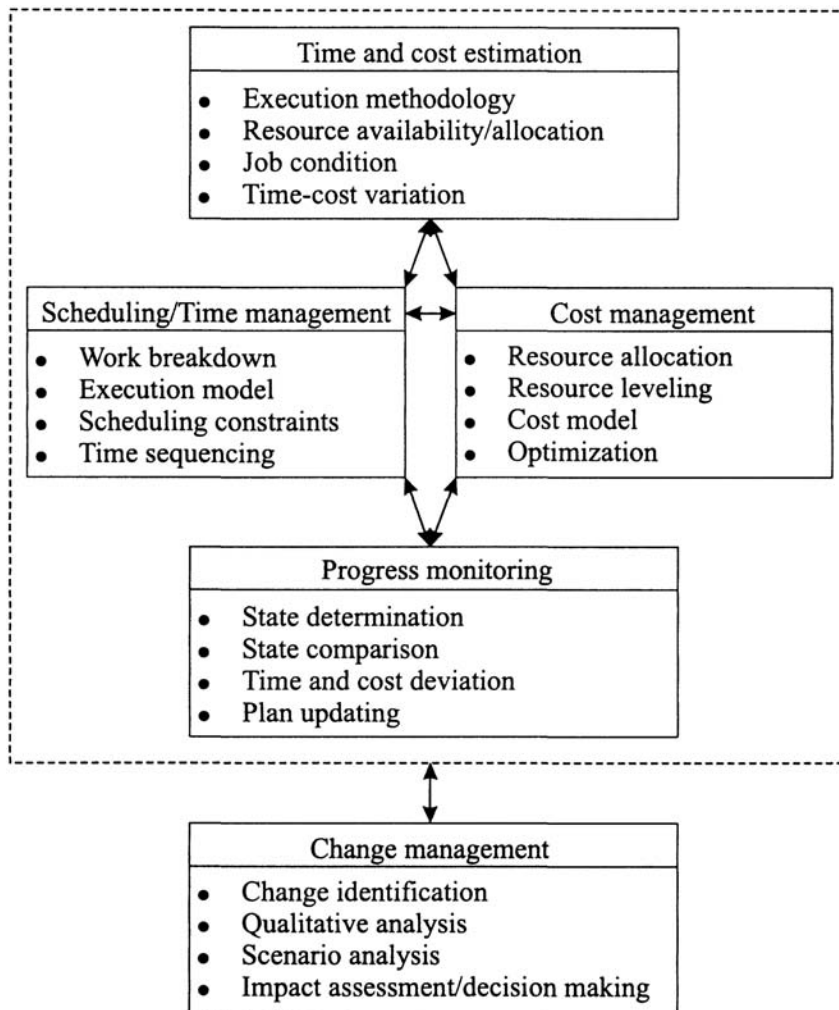 Time and cost estimation
● Execution methodology
● Resource availability/allocation
● Job condition
● Time-cost variation
Scheduling/Time management
● Work breakdown
● Execution model
● Scheduling constraints
● Time sequencing
Cost management
● Resource allocation
● Resource leveling
● Cost model
● Optimization
Progress monitoring
● State determination
● State comparison
● Time and cost deviation
● Plan updating
Change management
● Change identification
● Qualitative analysis
● Scenario analysis
● Impact assessment/decision making